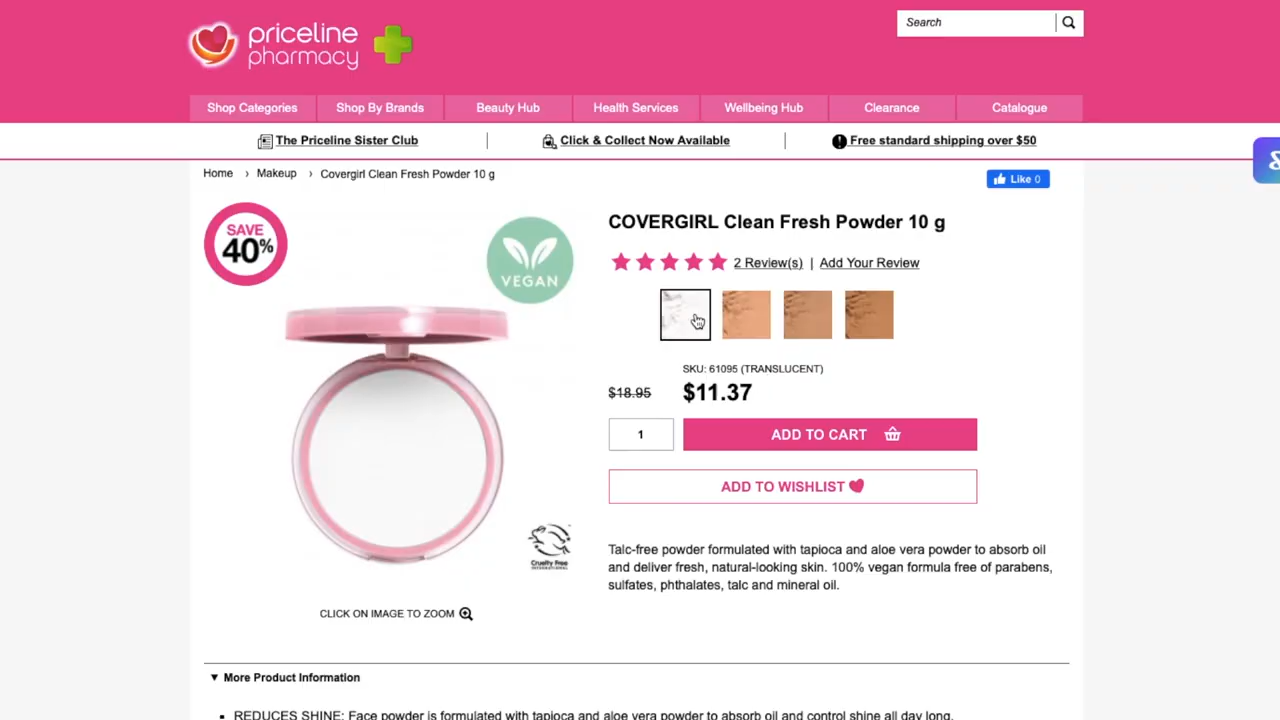 priceline
pharmacy
Search
Shop Categories
Shop By Brands
Beauty Hub
Health Services
Wellbeing Hub
Clearance
Catalogue
The Priceline Sister Club
Click & Collect Now Available
Free standard shipping over $50
Home › Makeup › Covergirl Clean Fresh Powder 10 g
Like 0
SAVE
40%
VEGAN
Cruelty Free
INTERNATIONAL
CLICK ON IMAGE TO ZOOM
COVERGIRL Clean Fresh Powder 10 g
2 Review(s) | Add Your Review
SKU: 61095 (TRANSLUCENT)
$18.95 $11.37
1
ADD TO CART
ADD TO WISHLIST
Talc-free powder formulated with tapioca and aloe vera powder to absorb oil
and deliver fresh, natural-looking skin. 100% vegan formula free of parabens,
sulfates, phthalates, talc and mineral oil.
▼ More Product Information
▪ REDUCES SHINE: Face powder is formulated with tapioca and aloe vera powder to absorb oil and control shine all day long.